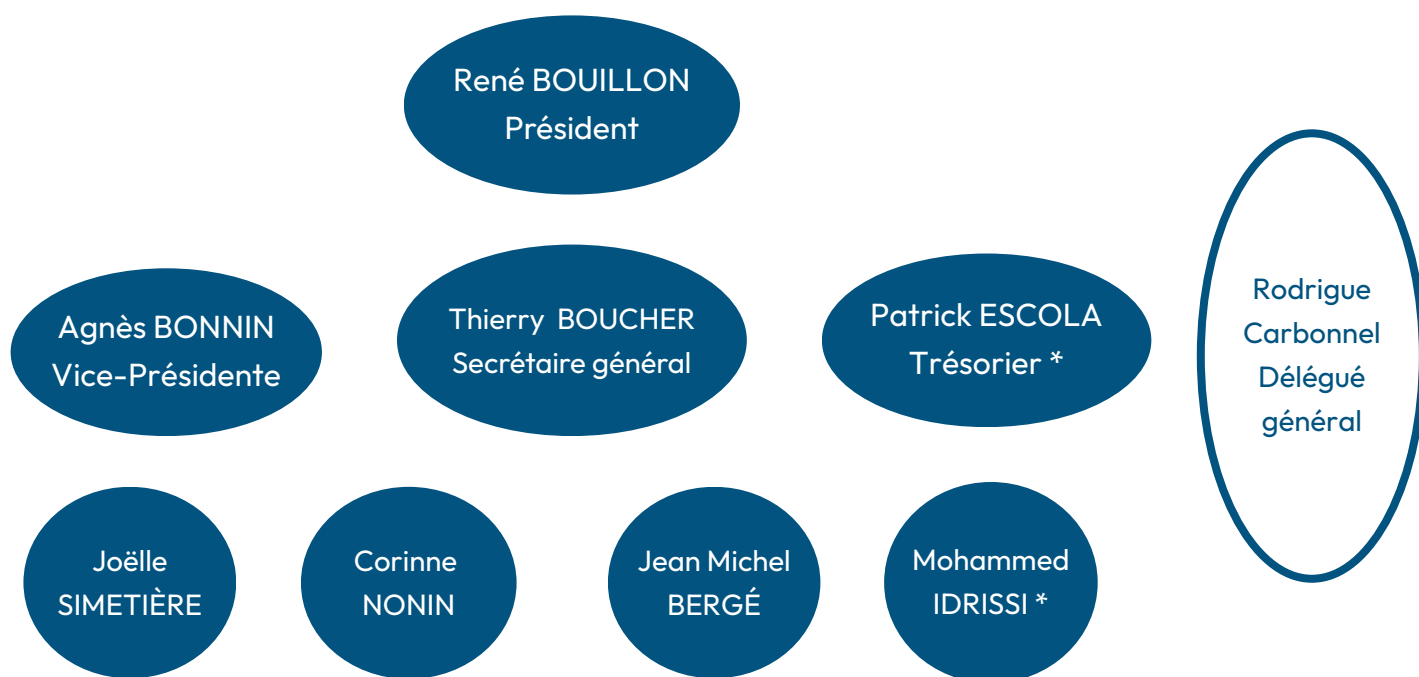 René BOUILLON
Président
Agnès BONNIN
Vice-Présidente
Thierry BOUCHER
Secrétaire général
Patrick ESCOLA
Trésorier *
Rodrigue
Carbonnel
Délégué
général
Joëlle
SIMETIÈRE
Corinne
NONIN
Jean Michel
BERGÉ
Mohammed
IDRISSI *